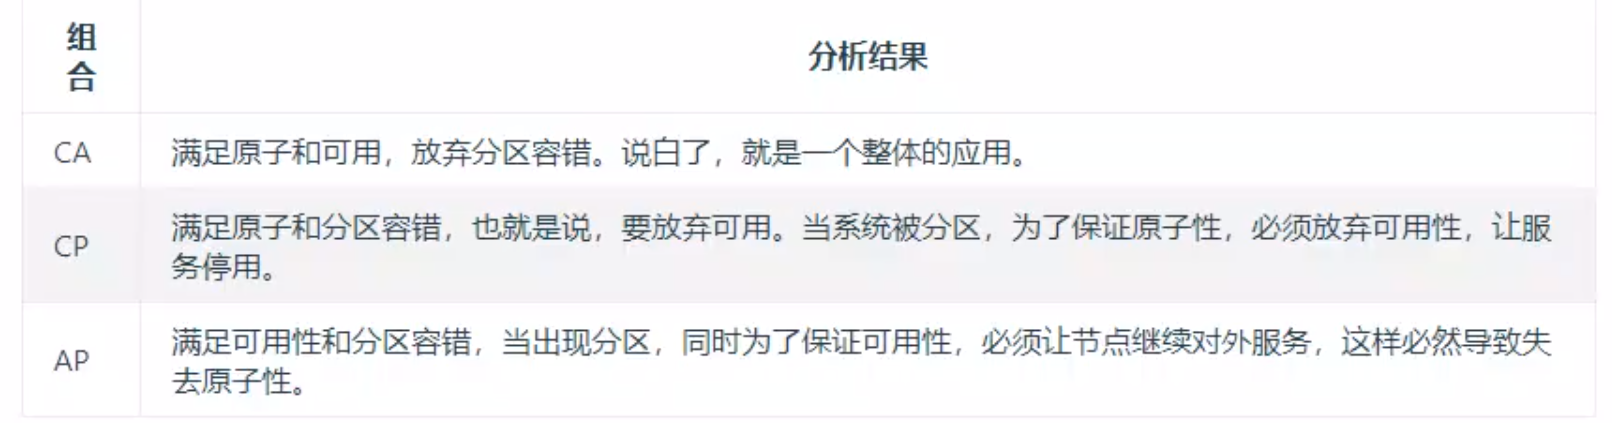 组
合
分析结果
CA
满足原子和可用，放弃分区容错。说白了，就是一个整体的应用。
CP
满足原子和分区容错，也就是说，要放弃可用。当系统被分区，为了保证原子性，必须放弃可用性，让服
务停用。
AP
满足可用性和分区容错，当出现分区，同时为了保证可用性，必须让节点继续对外服务，这样必然导致失
去原子性。